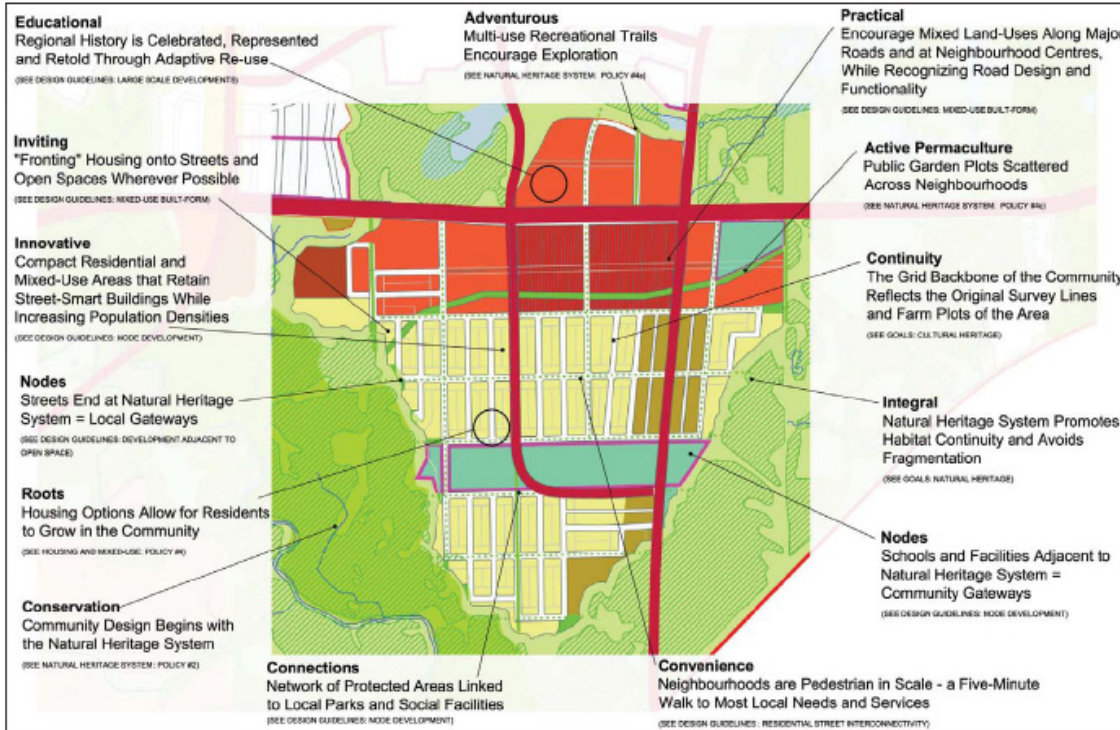 Educational
Regional History is Celebrated, Represented
and Retold Through Adaptive Re-use
(SEE DESIGN GUIDELINES: LARGE SCALE DEVELOPMENTS)
Adventurous
Multi-use Recreational Trails
Encourage Exploration
(SEE NATURAL HERITAGE SYSTEM: POLICY #4e)
Practical
Encourage Mixed Land-Uses Along Major
Roads and at Neighbourhood Centres,
While Recognizing Road Design and
Functionality
(SEE DESIGN GUIDELINES: MIXED-USE BUILT-FORM)
Inviting
"Fronting" Housing onto Streets and
Open Spaces Wherever Possible
(SEE DESIGN GUIDELINES: MIXED-USE BUILT-FORM)
Active Permaculture
Public Garden Plots Scattered
Across Neighbourhoods
(SEE NATURAL HERITAGE SYSTEM: POLICY #4c)
Innovative
Compact Residential and
Mixed-Use Areas that Retain
Street-Smart Buildings While
Increasing Population Densities
(SEE DESIGN GUIDELINES: NODE DEVELOPMENT)
Continuity
The Grid Backbone of the Community
Reflects the Original Survey Lines
and Farm Plots of the Area
(SEE GOALS: CULTURAL HERITAGE)
Nodes
Streets End at Natural Heritage
System = Local Gateways
(SEE DESIGN GUIDELINES: DEVELOPMENT ADJACENT TO
OPEN SPACE)
Integral
Natural Heritage System Promotes
Habitat Continuity and Avoids
Fragmentation
(SEE GOALS: NATURAL HERITAGE)
Roots
Housing Options Allow for Residents
to Grow in the Community
(SEE HOUSING AND MIXED-USE: POLICY #4)
Nodes
Schools and Facilities Adjacent to
Natural Heritage System =
Community Gateways
(SEE DESIGN GUIDELINES: NODE DEVELOPMENT)
Conservation
Community Design Begins with
the Natural Heritage System
(SEE NATURAL HERITAGE SYSTEM: POLICY #2)
Connections
Network of Protected Areas Linked
to Local Parks and Social Facilities
(SEE DESIGN GUIDELINES: NODE DEVELOPMENT)
Convenience
Neighbourhoods are Pedestrian in Scale - a Five-Minute
Walk to Most Local Needs and Services
(SEE DESIGN GUIDELINES : RESIDENTIAL STREET INTERCONNECTIVITY)